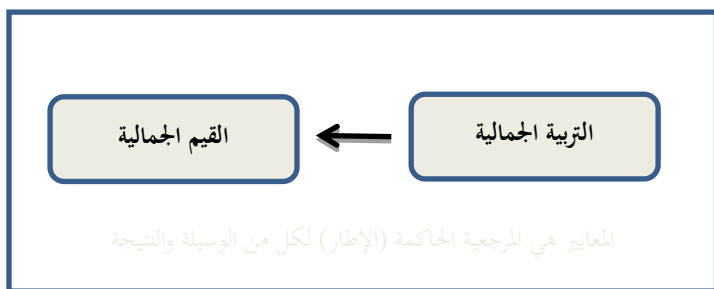 التربية الجمالية
القيم الجمالية
المعايير هي المرجعية الحاكمة (الإطار) لكل من الوسيلة والنتيجة